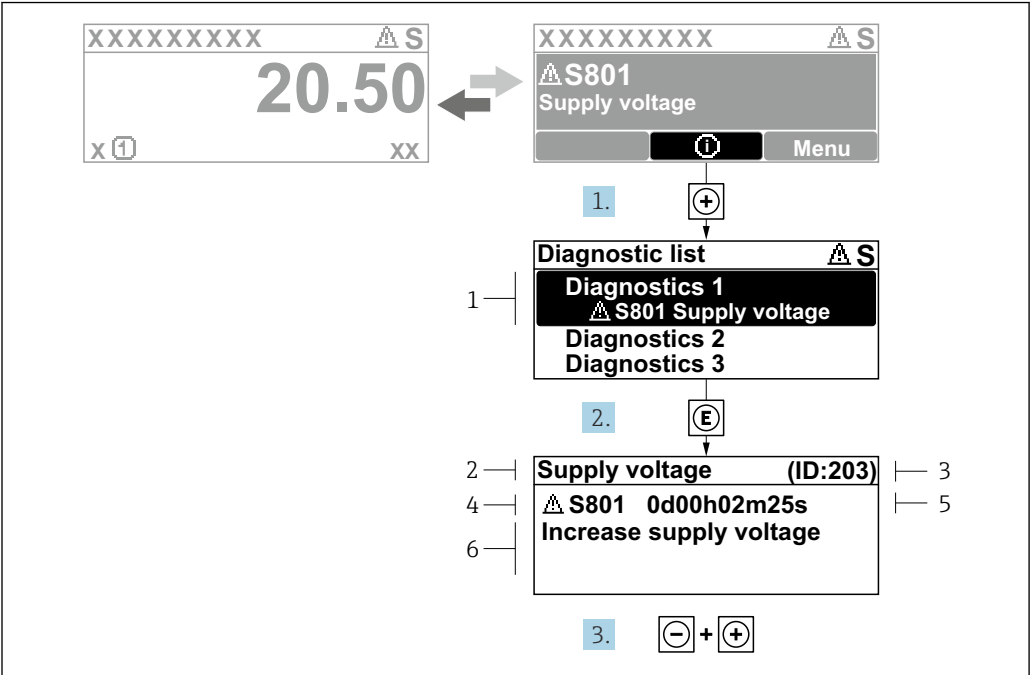 XXXXXXXXX ⚠ S
20.50
X 1 XX
XXXXXXXXX ⚠ S
⚠ S801
Supply voltage
i Menu
1. +
Diagnostic list ⚠ S
1 Diagnostics 1
⚠ S801 Supply voltage
Diagnostics 2
Diagnostics 3
2. E
2 Supply voltage (ID:203) 3
4 ⚠ S801 0d00h02m25s 5
6 Increase supply voltage
3. - + +